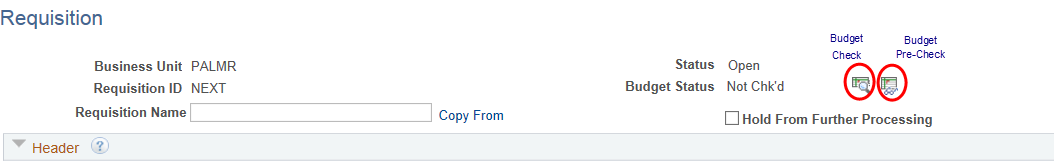 Requisition
Budget Check
Budget Pre-Check
Business Unit PALMR
Status Open
Requisition ID NEXT
Budget Status Not Chk'd
Requisition Name Copy From
Hold From Further Processing
Header ?